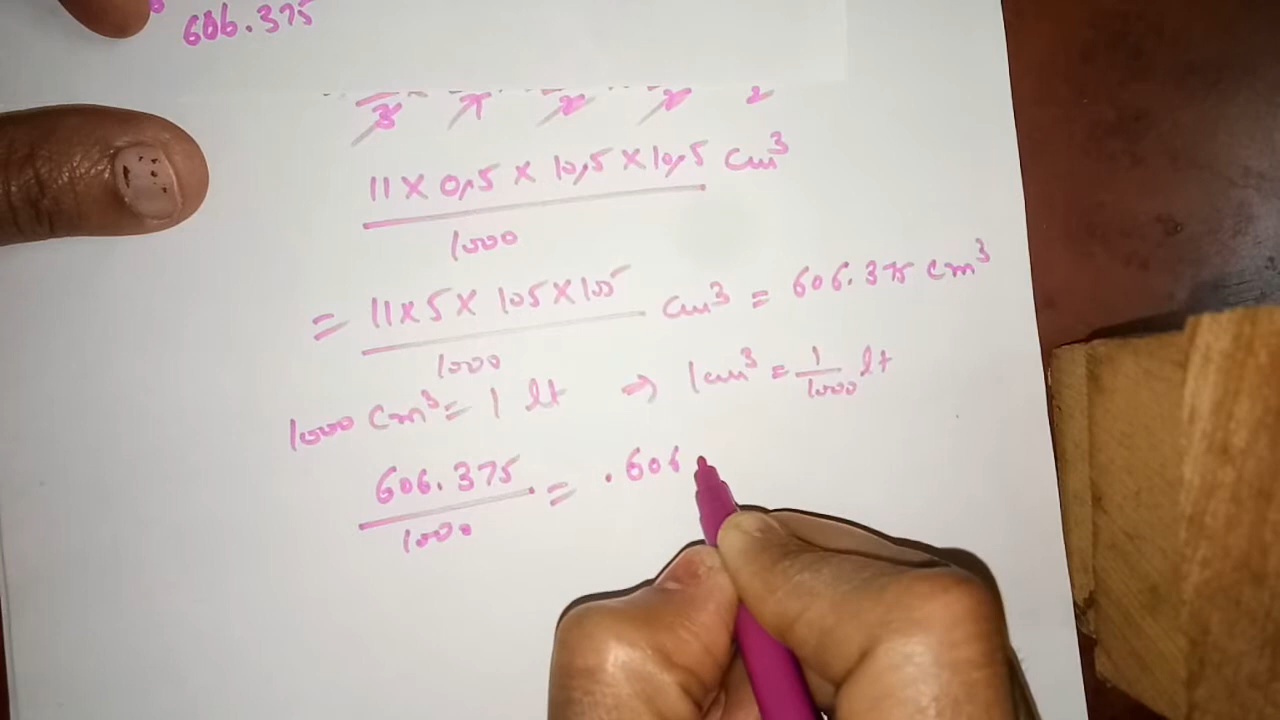 606.375
11 × 0,5 × 10,5 × 10,5 cm³
1000
= 11 × 5 × 105 × 105 cm³ = 606.375 cm³
1000
1000 cm³ = 1 lt → 1 cm³ = 1/1000 lt
606.375 = .606
1000